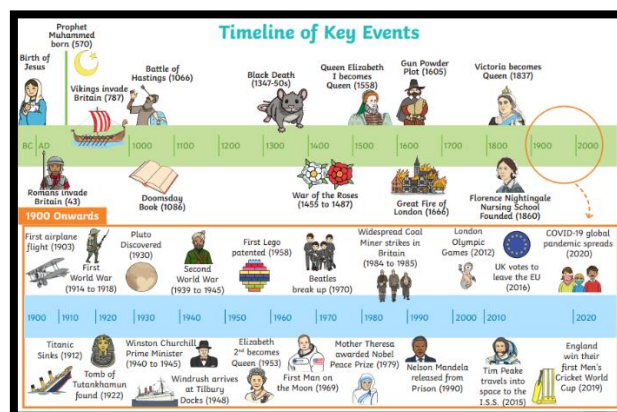 Timeline of Key Events
Prophet
Muhammed
born (570)
Birth of
Jesus
Vikings invade
Britain (787)
Battle of
Hastings (1066)
Black Death
(1347-50s)
Queen Elizabeth
I becomes
Queen (1558)
Gun Powder
Plot (1605)
Victoria becomes
Queen (1837)
BC AD 1000 1100 1200 1300 1400 1500 1600 1700 1800 1900 2000
Romans invade
Britain (43)
Doomsday
Book (1086)
War of the Roses
(1455 to 1487)
Great Fire of
London (1666)
Florence Nightingale
Nursing School
Founded (1860)
1900 Onwards
First airplane
flight (1903)
First
World War
(1914 to 1918)
Pluto
Discovered
(1930)
Second
World War
(1939 to 1945)
First Lego
patented (1958)
Beatles
break up (1970)
Widespread Coal
Miner strikes in
Britain
(1984 to 1985)
London
Olympic
Games (2012)
UK votes to
leave the EU
(2016)
COVID-19 global
pandemic spreads
(2020)
1900 1910 1920 1930 1940 1950 1960 1970 1980 1990 2000 2010 2020
Titanic
Sinks (1912)
Tomb of
Tutankhamun
found (1922)
Winston Churchill
Prime Minister
(1940 to 1945)
Windrush arrives
at Tilbury
Docks (1948)
Elizabeth
2nd becomes
Queen (1953)
First Man on
the Moon (1969)
Mother Theresa
awarded Nobel
Peace Prize (1979)
Nelson Mandela
released from
Prison (1990)
Tim Peake
travels into
space to the
I.S.S. (2015)
England
win their
first Men's
Cricket World
Cup (2019)